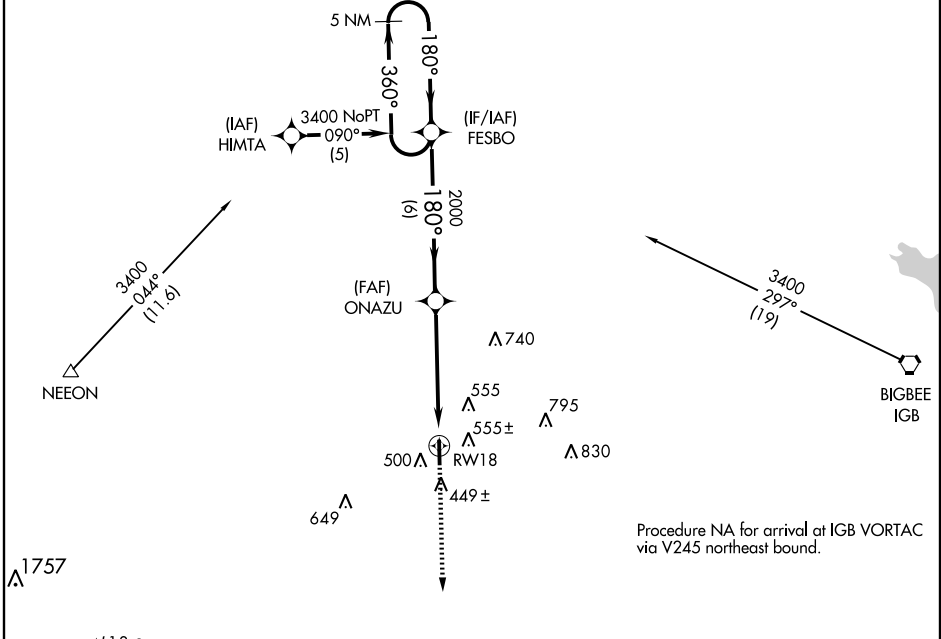 5 NM
180°
360°
(IAF)
HIMTA
3400 NoPT
090°
(5)
(IF/IAF)
FESBO
2000
180°
(6)
3400
044°
(11.6)
NEEON
(FAF)
ONAZU
3400
297°
(19)
BIGBEE
IGB
740
555
795
555±
830
500
RW18
449±
649
Procedure NA for arrival at IGB VORTAC
via V245 northeast bound.
1757